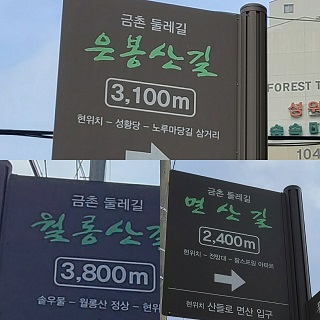 금촌 둘레길
은봉산길
3,100m
현위치 - 성황당 - 노루마당길 삼거리
FOREST T
104
금촌 둘레길
월롱산길
3,800m
솥우물 - 월롱산 정상 - 현위
금촌 둘레길
면산길
2,400m
현위치 - 전망대 - 팜스프링 아파트
현위치 산들로 면산 입구